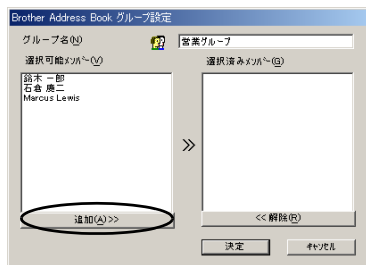 Brother Address Book グループ設定
グループ名(N)
営業グループ
選択可能メンバー(V)
選択済みメンバー(G)
鈴木 一郎
石倉 慶二
Marcus Lewis
追加(A)>>
<<解除(R)
決定
キャンセル